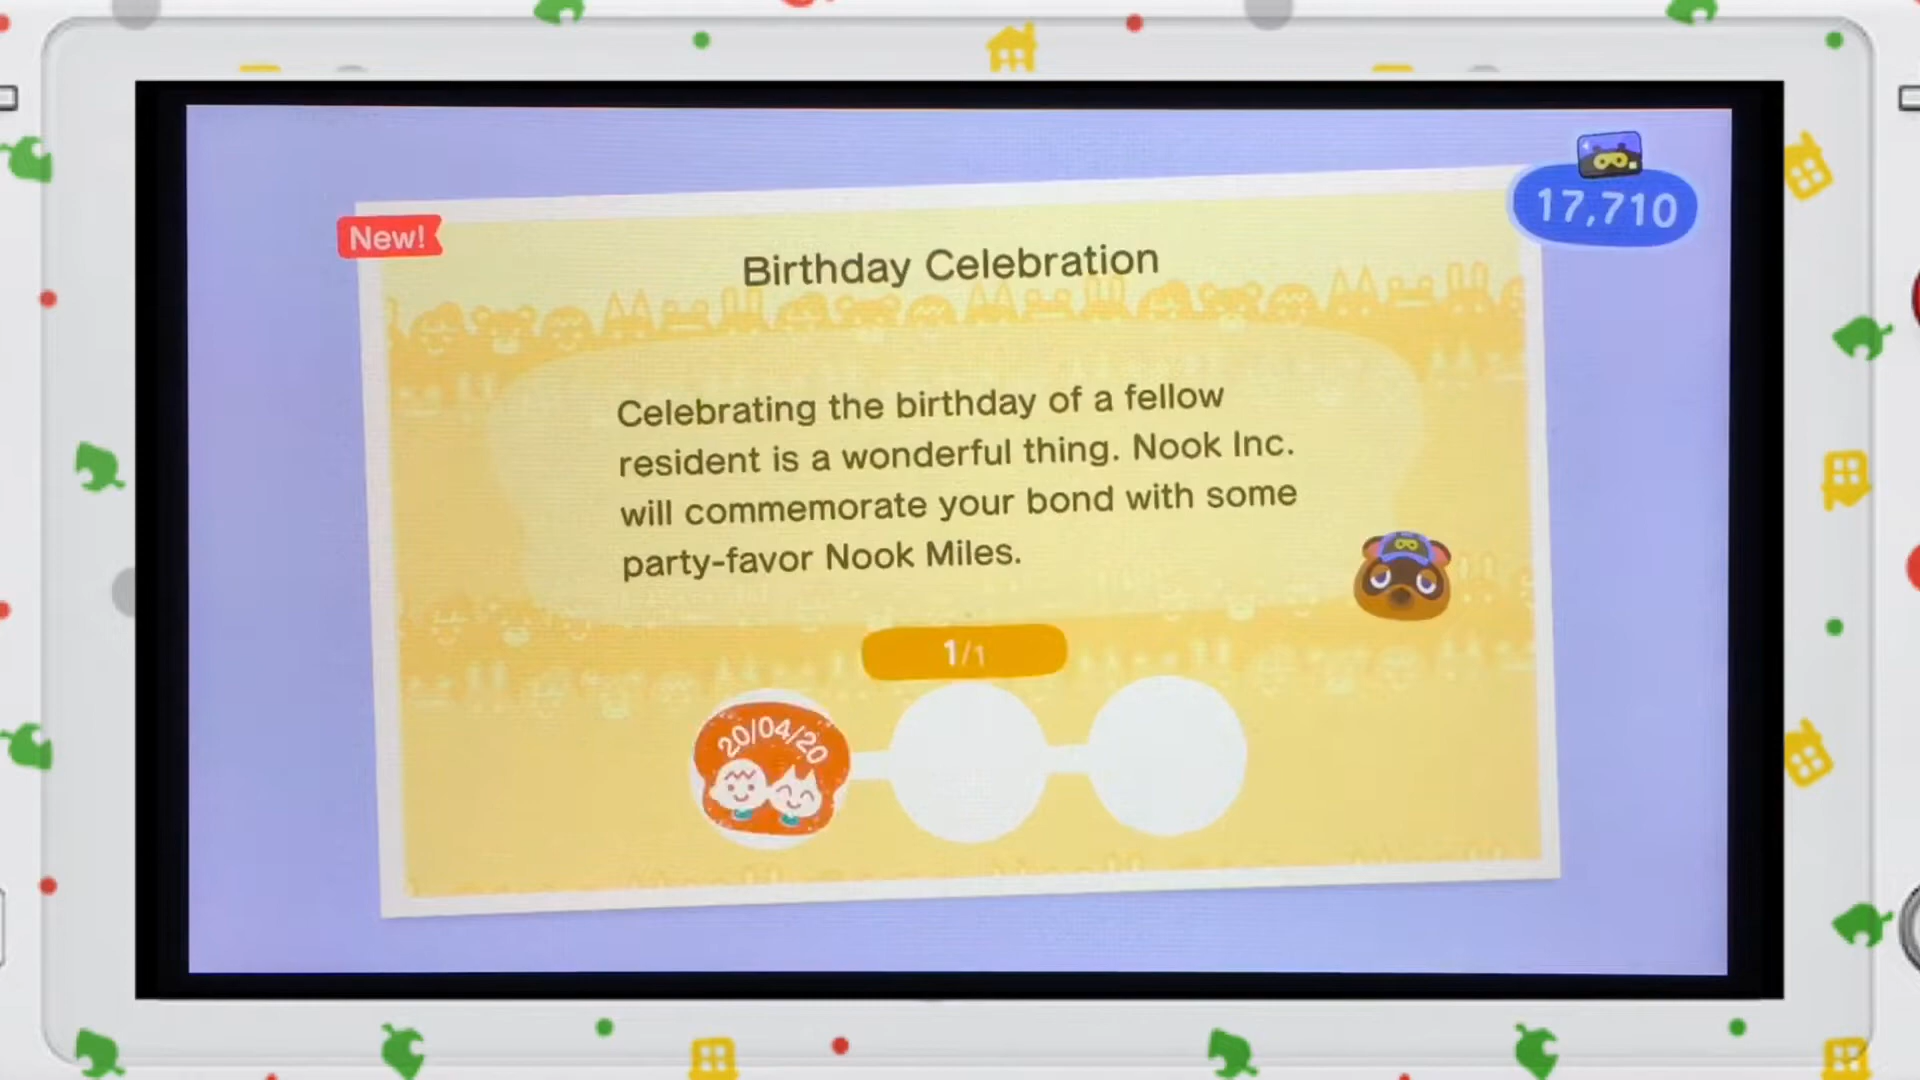 17,710
New!
Birthday Celebration
Celebrating the birthday of a fellow
resident is a wonderful thing. Nook Inc.
will commemorate your bond with some
party-favor Nook Miles.
1/1
20/04/20